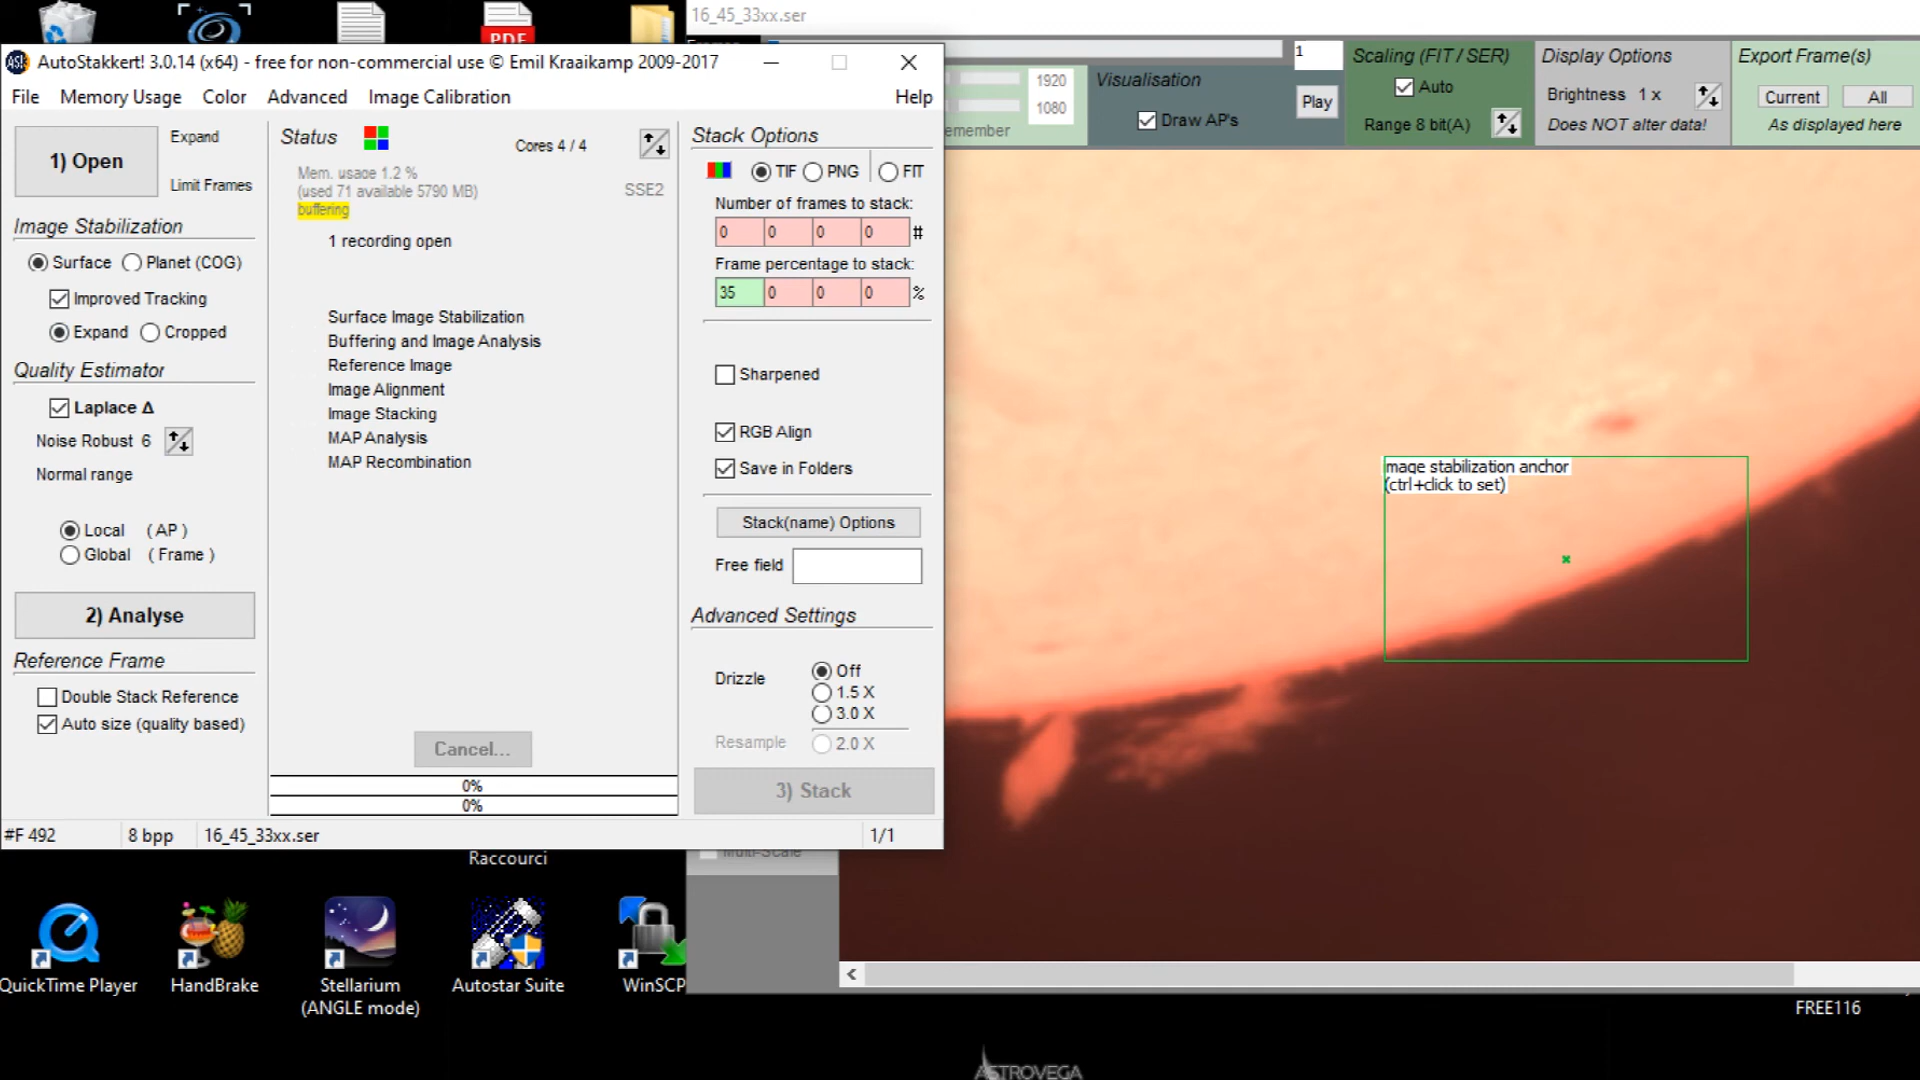 16_45_33xx.ser
PDF
AutoStakkert! 3.0.14 (x64) - free for non-commercial use © Emil Kraaikamp 2009-2017
File Memory Usage Color Advanced Image Calibration Help
1) Open
Expand
Limit Frames
Image Stabilization
Surface Planet (COG)
Improved Tracking
Expand Cropped
Quality Estimator
Laplace Δ
Noise Robust 6
Normal range
Local (AP)
Global (Frame)
2) Analyse
Reference Frame
Double Stack Reference
Auto size (quality based)
Status
Cores 4 / 4
Mem. usage 1.2 %
(used 71 available 5790 MB)
SSE2
buffering
1 recording open
Surface Image Stabilization
Buffering and Image Analysis
Reference Image
Image Alignment
Image Stacking
MAP Analysis
MAP Recombination
Cancel...
0%
0%
Stack Options
TIF PNG FIT
Number of frames to stack:
0 0 0 0 #
Frame percentage to stack:
35 0 0 0 %
Sharpened
RGB Align
Save in Folders
Stack(name) Options
Free field
Advanced Settings
Drizzle
Off
1.5 X
3.0 X
Resample 2.0 X
3) Stack
#F 492 8 bpp 16_45_33xx.ser 1/1
1920
1080
emember
Visualisation
Draw AP's
1
Play
Scaling (FIT / SER)
Auto
Range 8 bit(A)
Display Options
Brightness 1 x
Does NOT alter data!
Export Frame(s)
Current All
As displayed here
mage stabilization anchor
(ctrl+click to set)
Raccourci
QuickTime Player
HandBrake
Stellarium
(ANGLE mode)
Autostar Suite
WinSCP
FREE116
ASTROVEGA